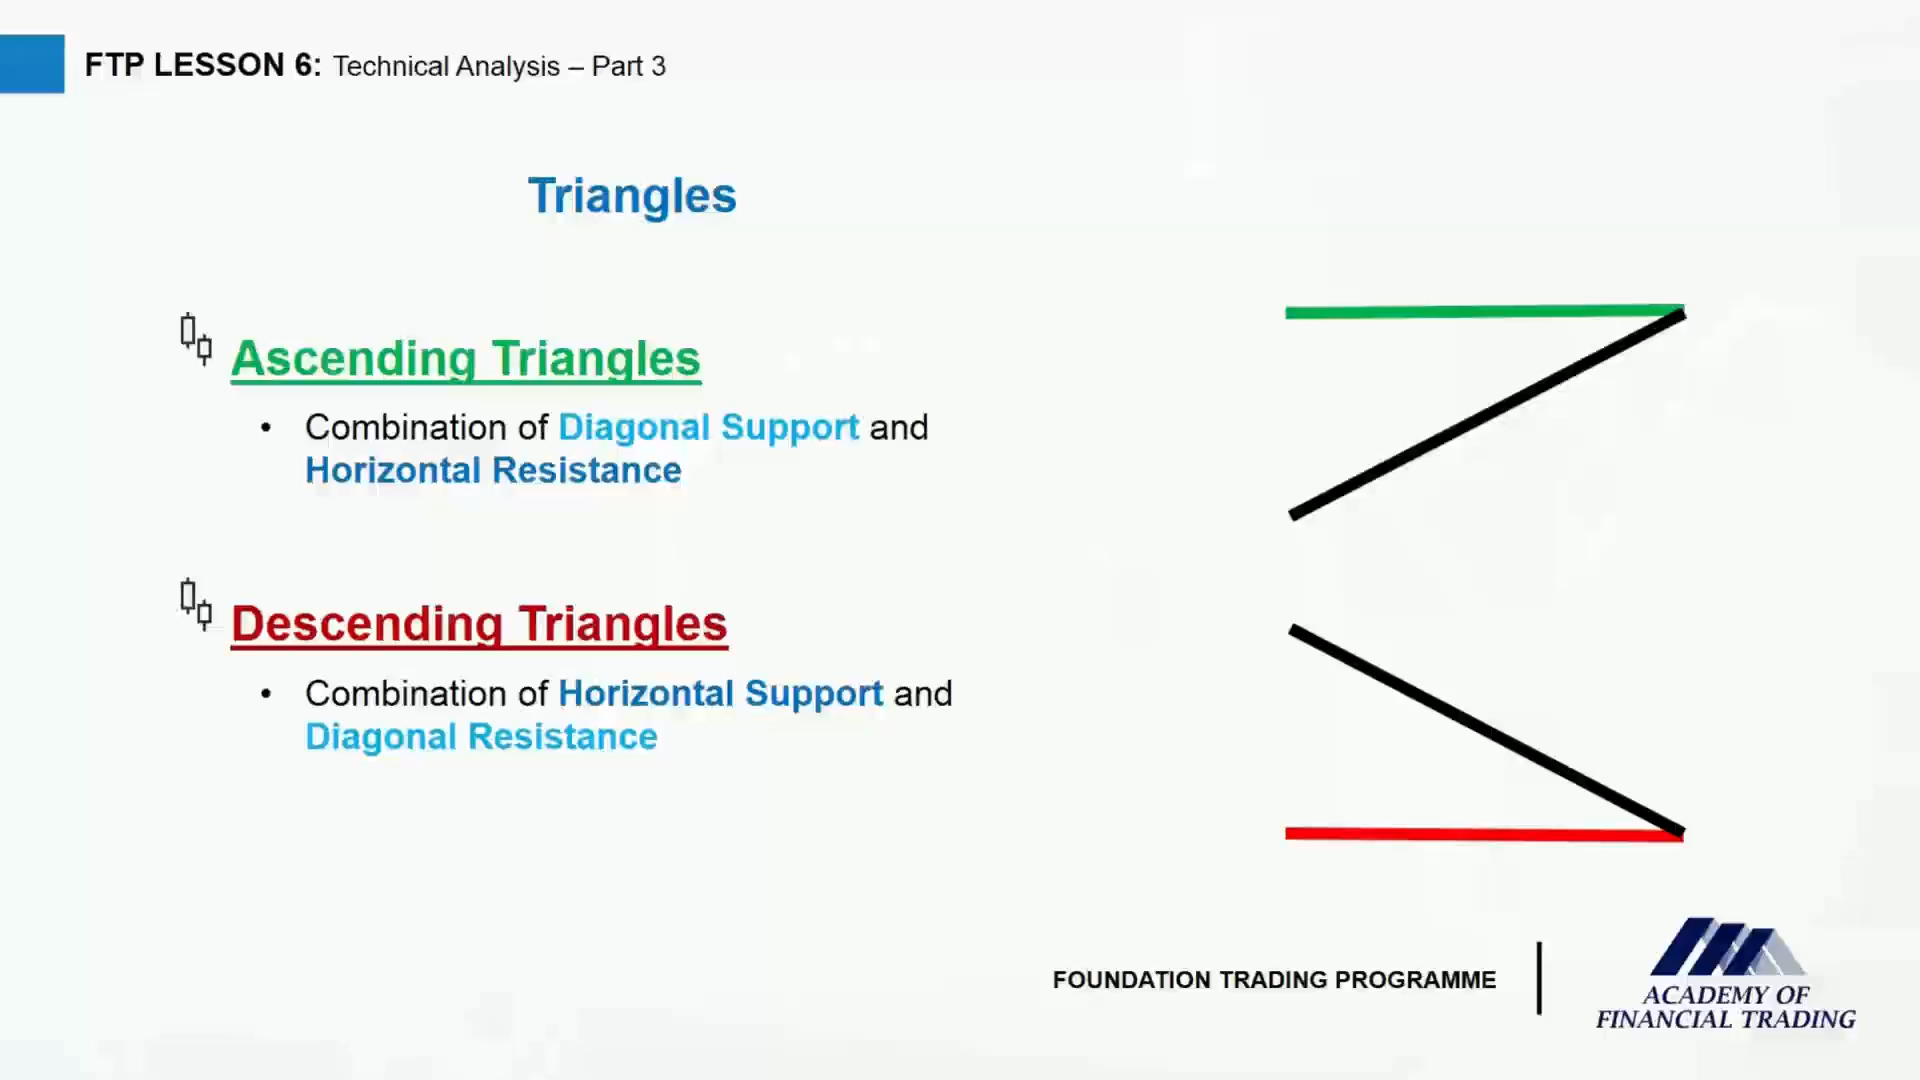 FTP LESSON 6: Technical Analysis – Part 3
Triangles
Ascending Triangles
• Combination of Diagonal Support and
Horizontal Resistance
Descending Triangles
• Combination of Horizontal Support and
Diagonal Resistance
FOUNDATION TRADING PROGRAMME
ACADEMY OF
FINANCIAL TRADING